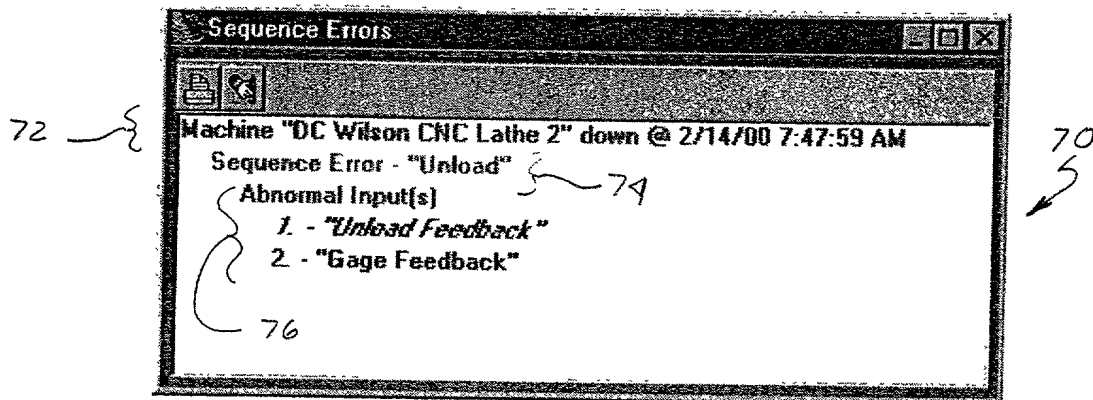 Sequence Errors
72
Machine "DC Wilson CNC Lathe 2" down @ 2/14/00 7:47:59 AM
70
Sequence Error - "Unload"
74
Abnormal Input(s)
1. - "Unload Feedback"
2. - "Gage Feedback"
76